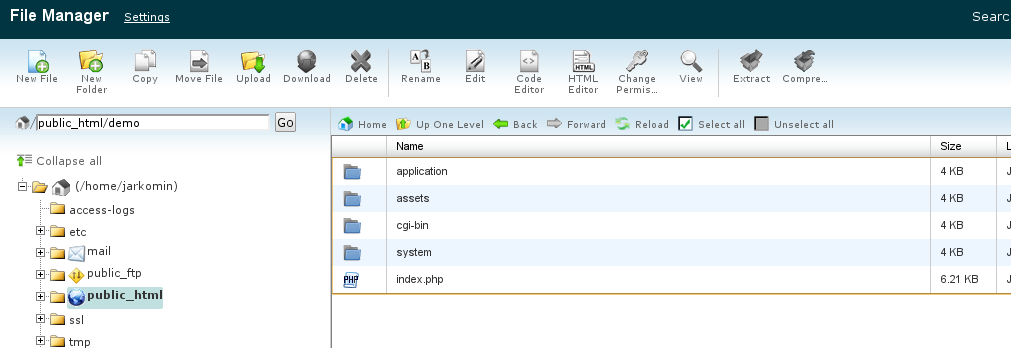 File Manager Settings Searc
New File New Folder Copy Move File Upload Download Delete Rename Edit Code Editor HTML Editor Change Permis... View Extract Compre...
/public_html/demo Go
Home Up One Level Back Forward Reload Select all Unselect all
Collapse all
Name Size L
(/home/jarkomin)
access-logs
etc
mail
public_ftp
public_html
ssl
tmp
application 4 KB J
assets 4 KB J
cgi-bin 4 KB J
system 4 KB J
PHP index.php 6.21 KB J